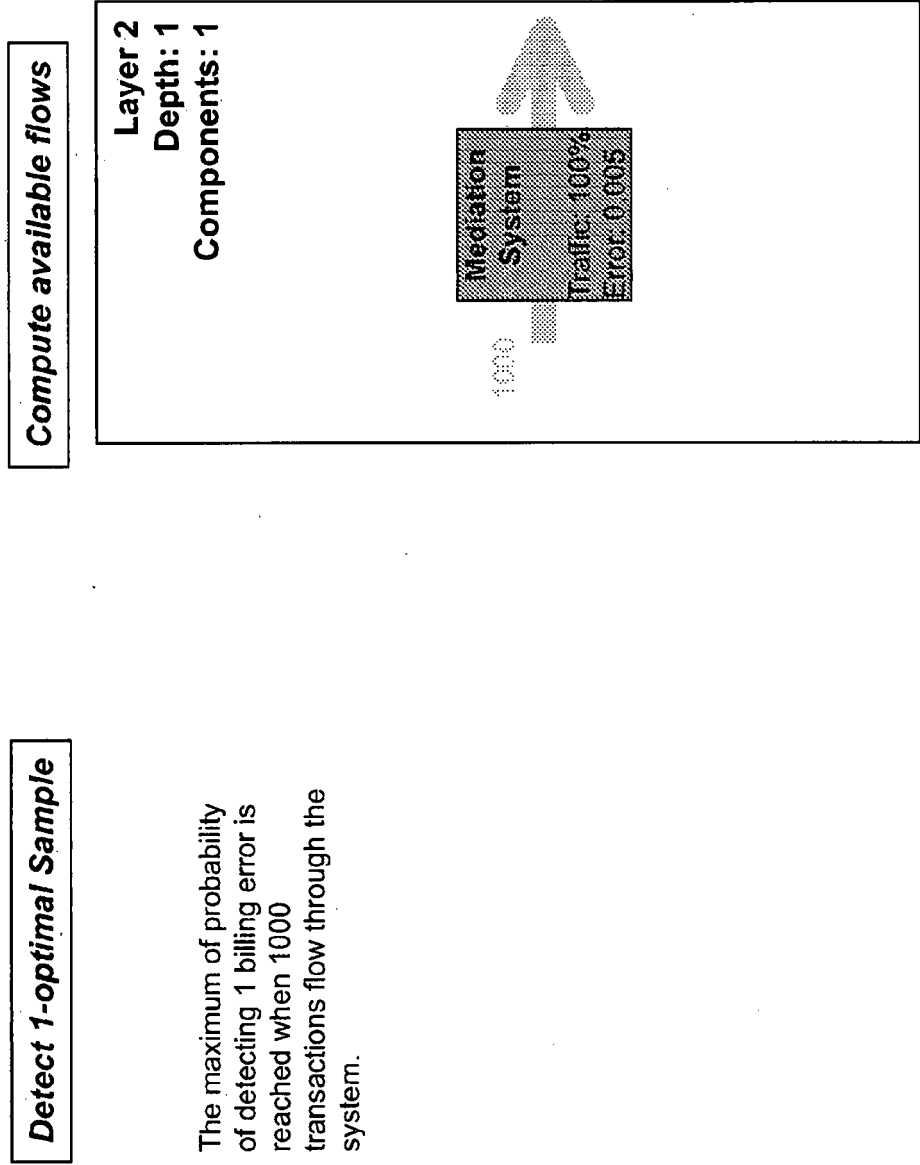 Detect 1-optimal Sample
The maximum of probability
of detecting 1 billing error is
reached when 1000
transactions flow through the
system.
Compute available flows
Layer 2
Depth: 1
Components: 1
1000
Mediation
System
Traffic: 100%
Error: 0.005